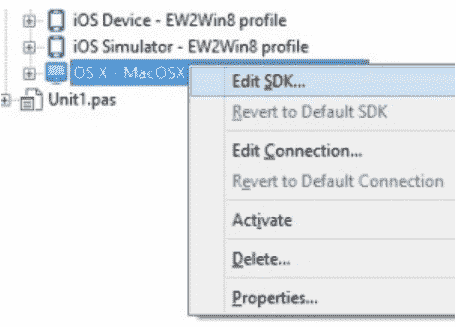 iOS Device - EW2Win8 profile
iOS Simulator - EW2Win8 profile
OS X - MacOSX
Unit1.pas
Edit SDK...
Revert to Default SDK
Edit Connection...
Revert to Default Connection
Activate
Delete...
Properties...